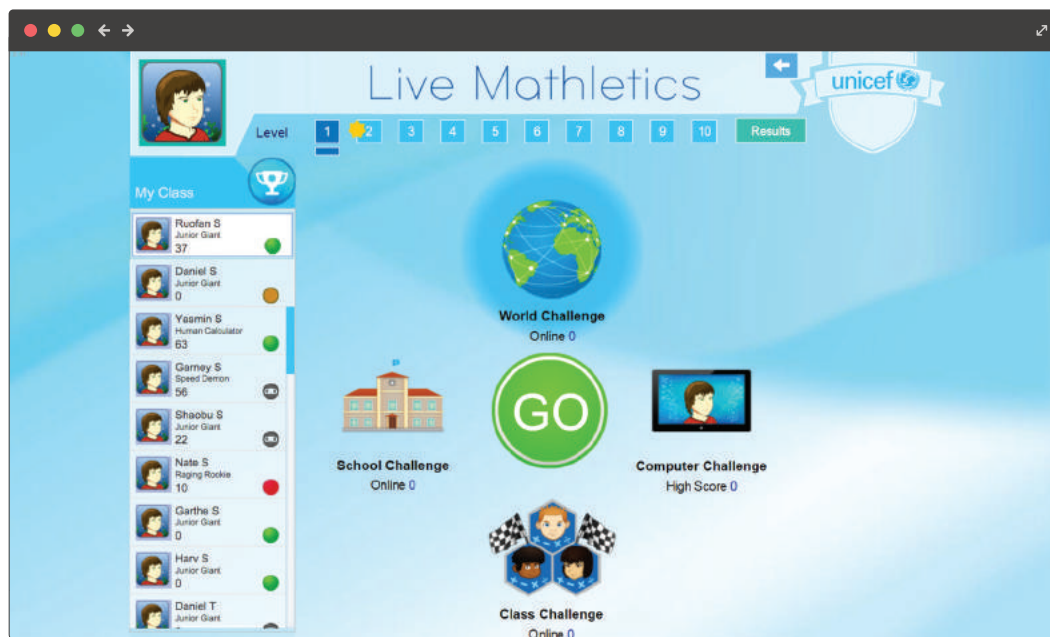 Live Mathletics
unicef
Level 1 2 3 4 5 6 7 8 9 10 Results
My Class
Ruofan S
Junior Giant
37
Daniel S
Junior Giant
0
Yasmin S
Human Calculator
63
Garney S
Speed Demon
56
Shaobu S
Junior Giant
22
Nate S
Raging Rookie
10
Garthe S
Junior Giant
0
Harv S
Junior Giant
0
Daniel T
Junior Giant
World Challenge
Online 0
School Challenge
Online 0
GO
Computer Challenge
High Score 0
Class Challenge
Online 0